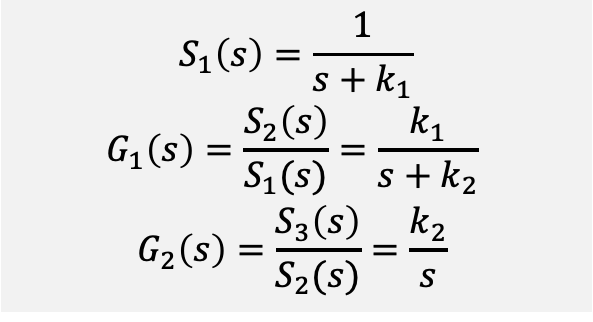 S₁(s) = 1 / (s + k₁)
G₁(s) = S₂(s) / S₁(s) = k₁ / (s + k₂)
G₂(s) = S₃(s) / S₂(s) = k₂ / s